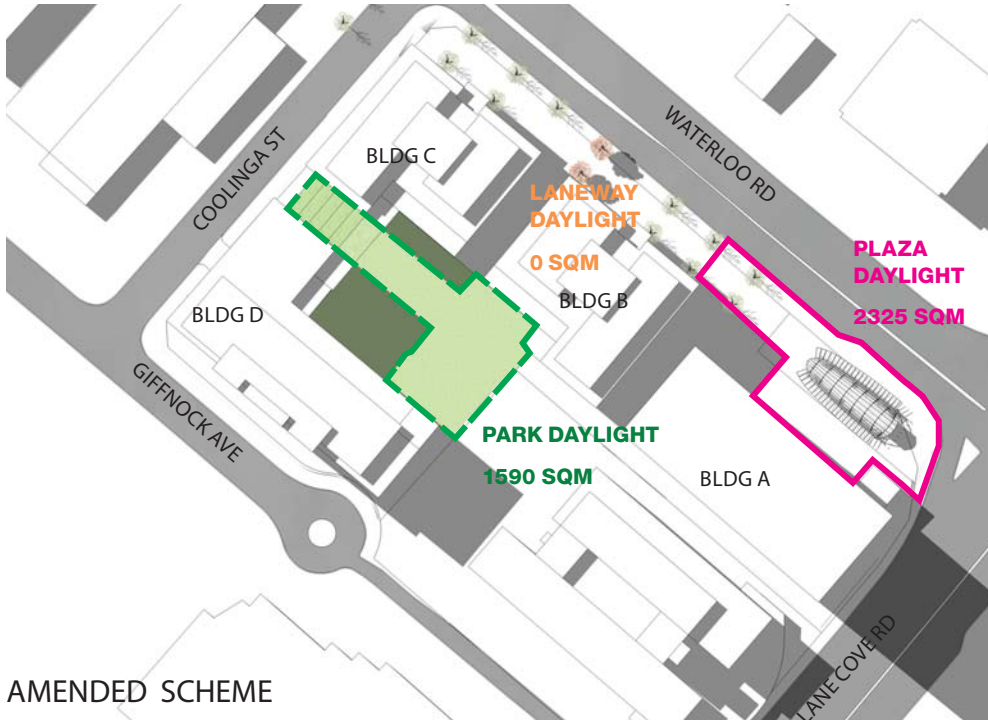 COOLINGA ST
BLDG C
WATERLOO RD
LANEWAY
DAYLIGHT
0 SQM
PLAZA
DAYLIGHT
2325 SQM
BLDG B
BLDG D
GIFFNOCK AVE
PARK DAYLIGHT
1590 SQM
BLDG A
LANE COVE RD
AMENDED SCHEME